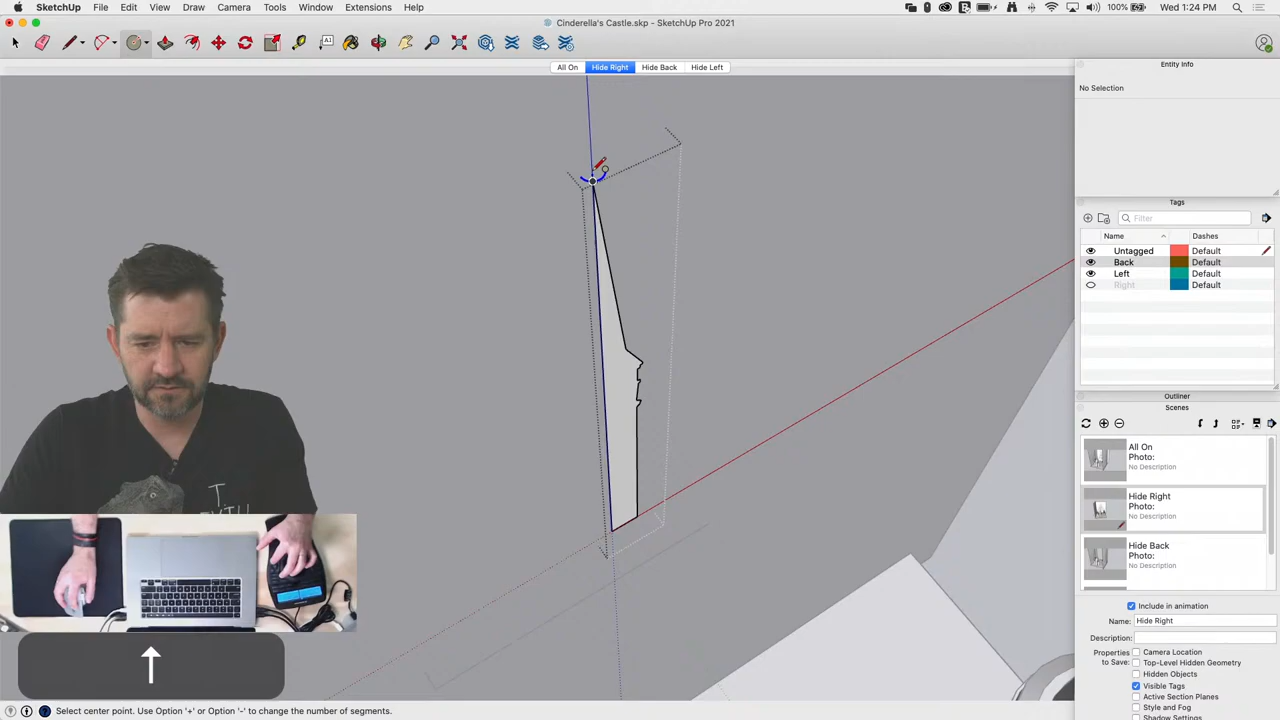 SketchUp File Edit View Draw Camera Tools Window Extensions Help 100% Wed 1:24 PM
Cinderella's Castle.skp - SketchUp Pro 2021
All On Hide Right Hide Back Hide Left
Entity Info
No Selection
Tags
Filter
Name Dashes
Untagged Default
Back Default
Left Default
Right Default
Outliner
Scenes
All On
Photo:
No Description
Hide Right
Photo:
No Description
Hide Back
Photo:
No Description
Include in animation
Name: Hide Right
Description:
Properties to Save:
Camera Location
Top-Level Hidden Geometry
Hidden Objects
Visible Tags
Active Section Planes
Style and Fog
Shadow Settings
Select center point. Use Option '+' or Option '-' to change the number of segments.